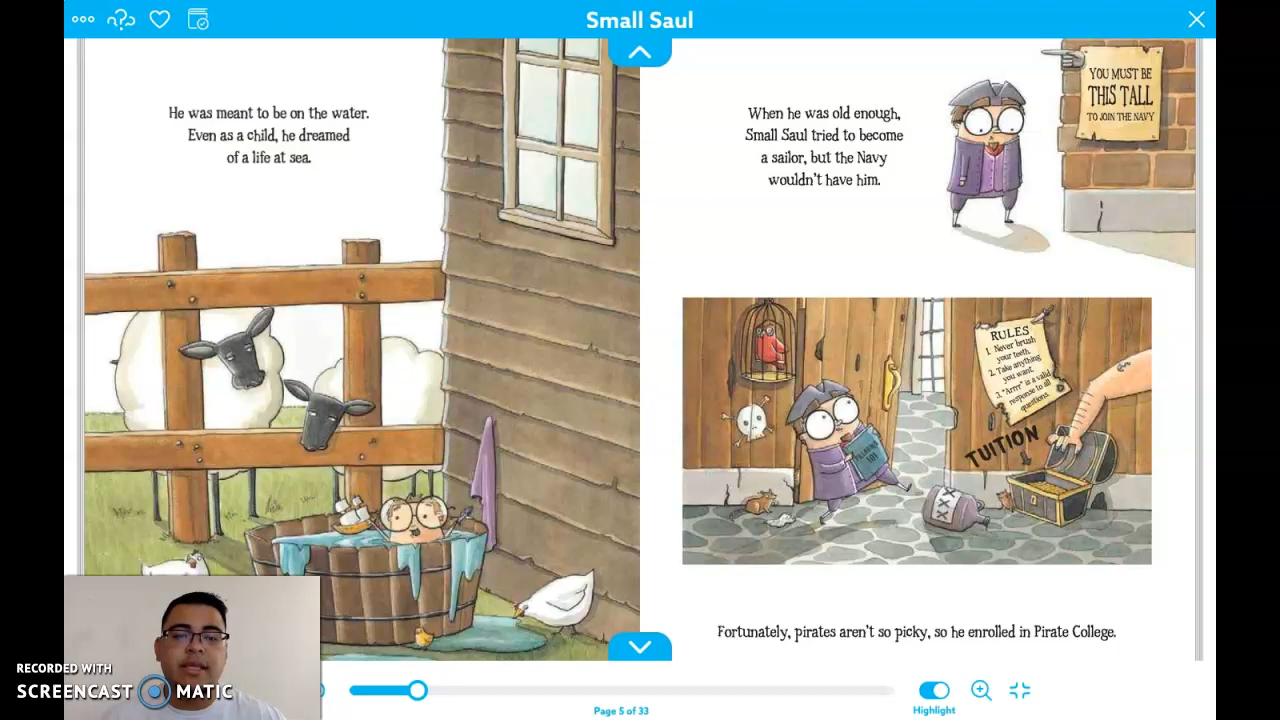 Small Saul
He was meant to be on the water.
Even as a child, he dreamed
of a life at sea.
When he was old enough,
Small Saul tried to become
a sailor, but the Navy
wouldn't have him.
YOU MUST BE
THIS TALL
TO JOIN THE NAVY
RULES
1. Never brush
your teeth.
2. Take anything
you want.
3. "Arrr" is a valid
response to all
questions.
TUITION
XXX
Fortunately, pirates aren't so picky, so he enrolled in Pirate College.
RECORDED WITH
SCREENCAST MATIC
Page 5 of 33
Highlight